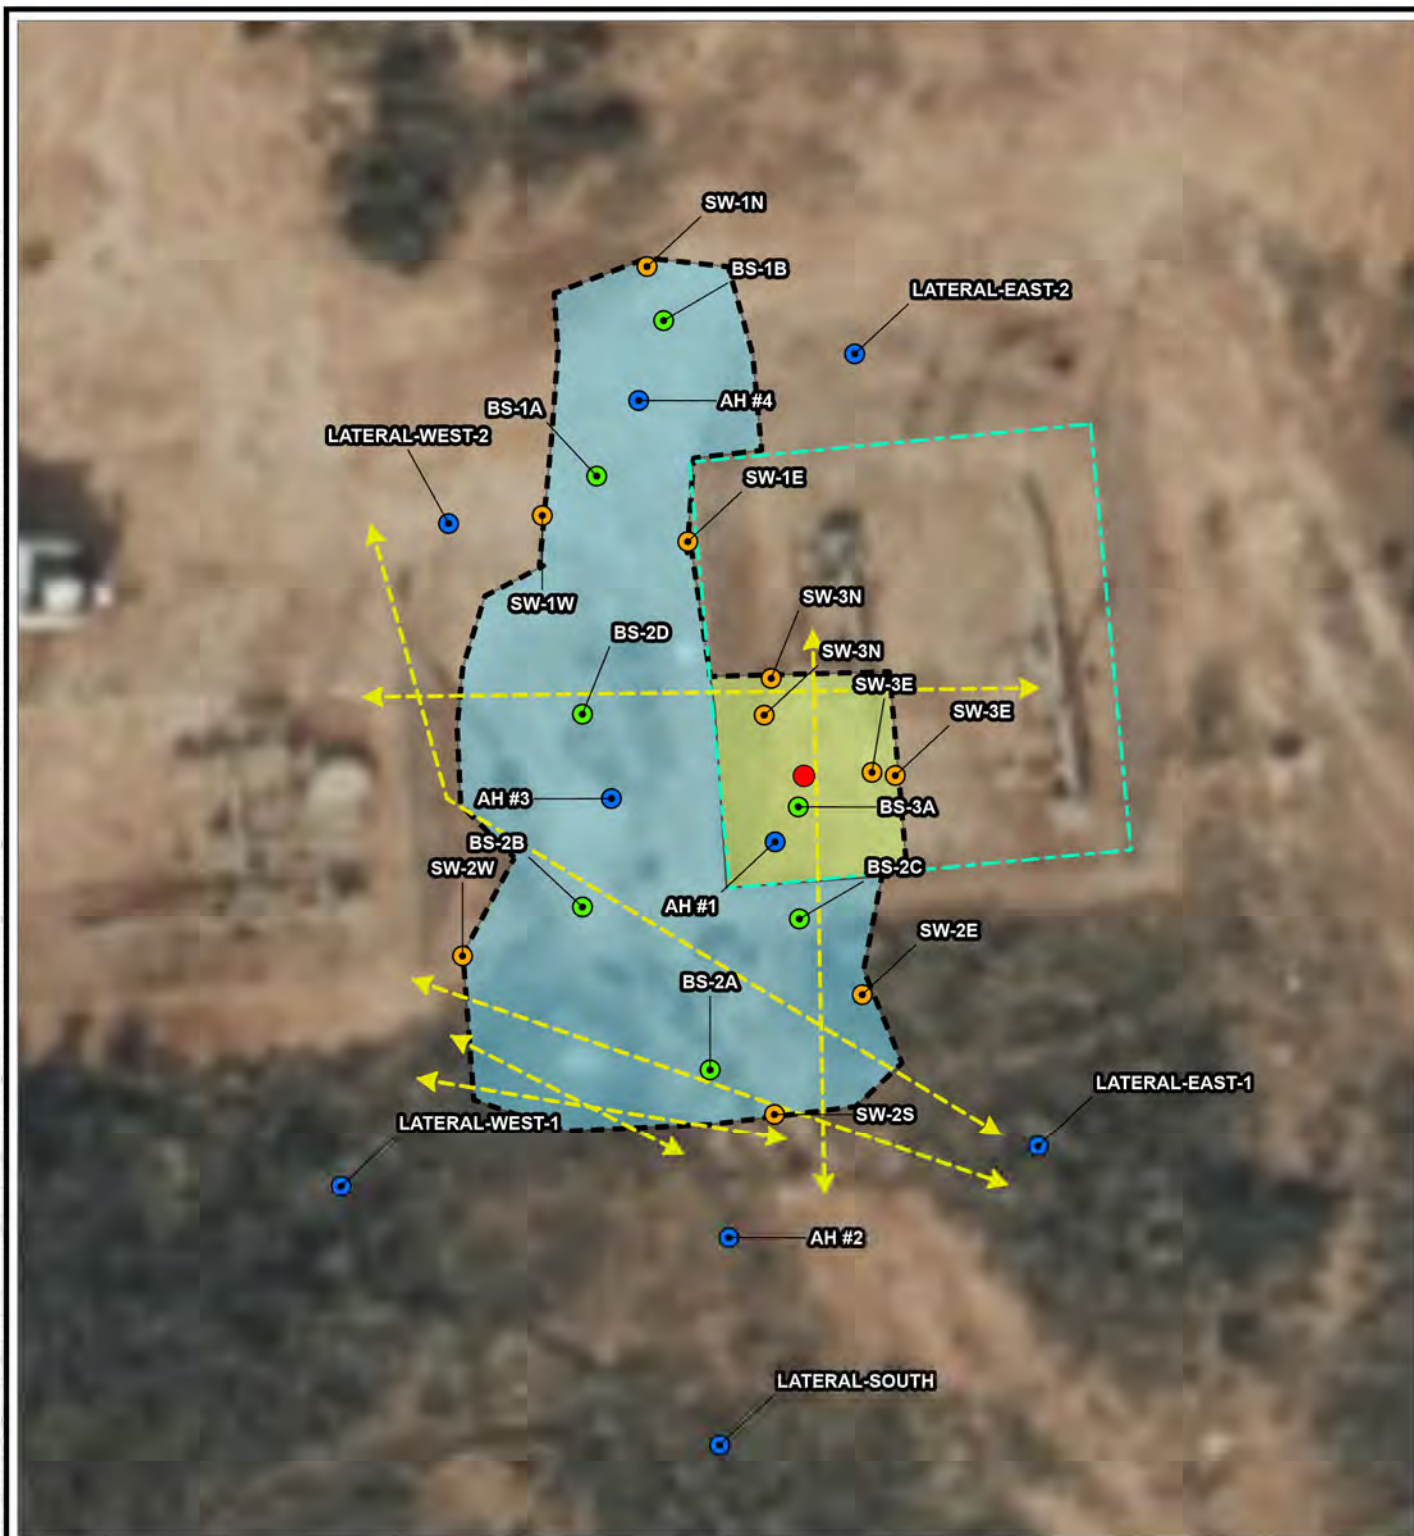 SW-1N
BS-1B
LATERAL-EAST-2
AH #4
BS-1A
LATERAL-WEST-2
SW-1E
SW-3N
SW-1W
BS-2D
SW-3N
SW-3E
SW-3E
AH #3
BS-3A
BS-2B
SW-2W
BS-2C
AH #1
SW-2E
BS-2A
LATERAL-EAST-1
SW-2S
LATERAL-WEST-1
AH #2
LATERAL-SOUTH